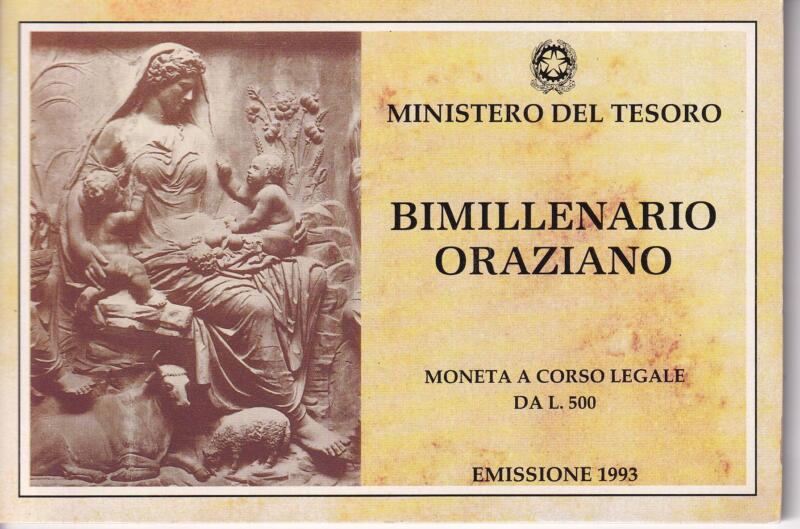 MINISTERO DEL TESORO
BIMILLENARIO
ORAZIANO
MONETA A CORSO LEGALE
DA L. 500
EMISSIONE 1993